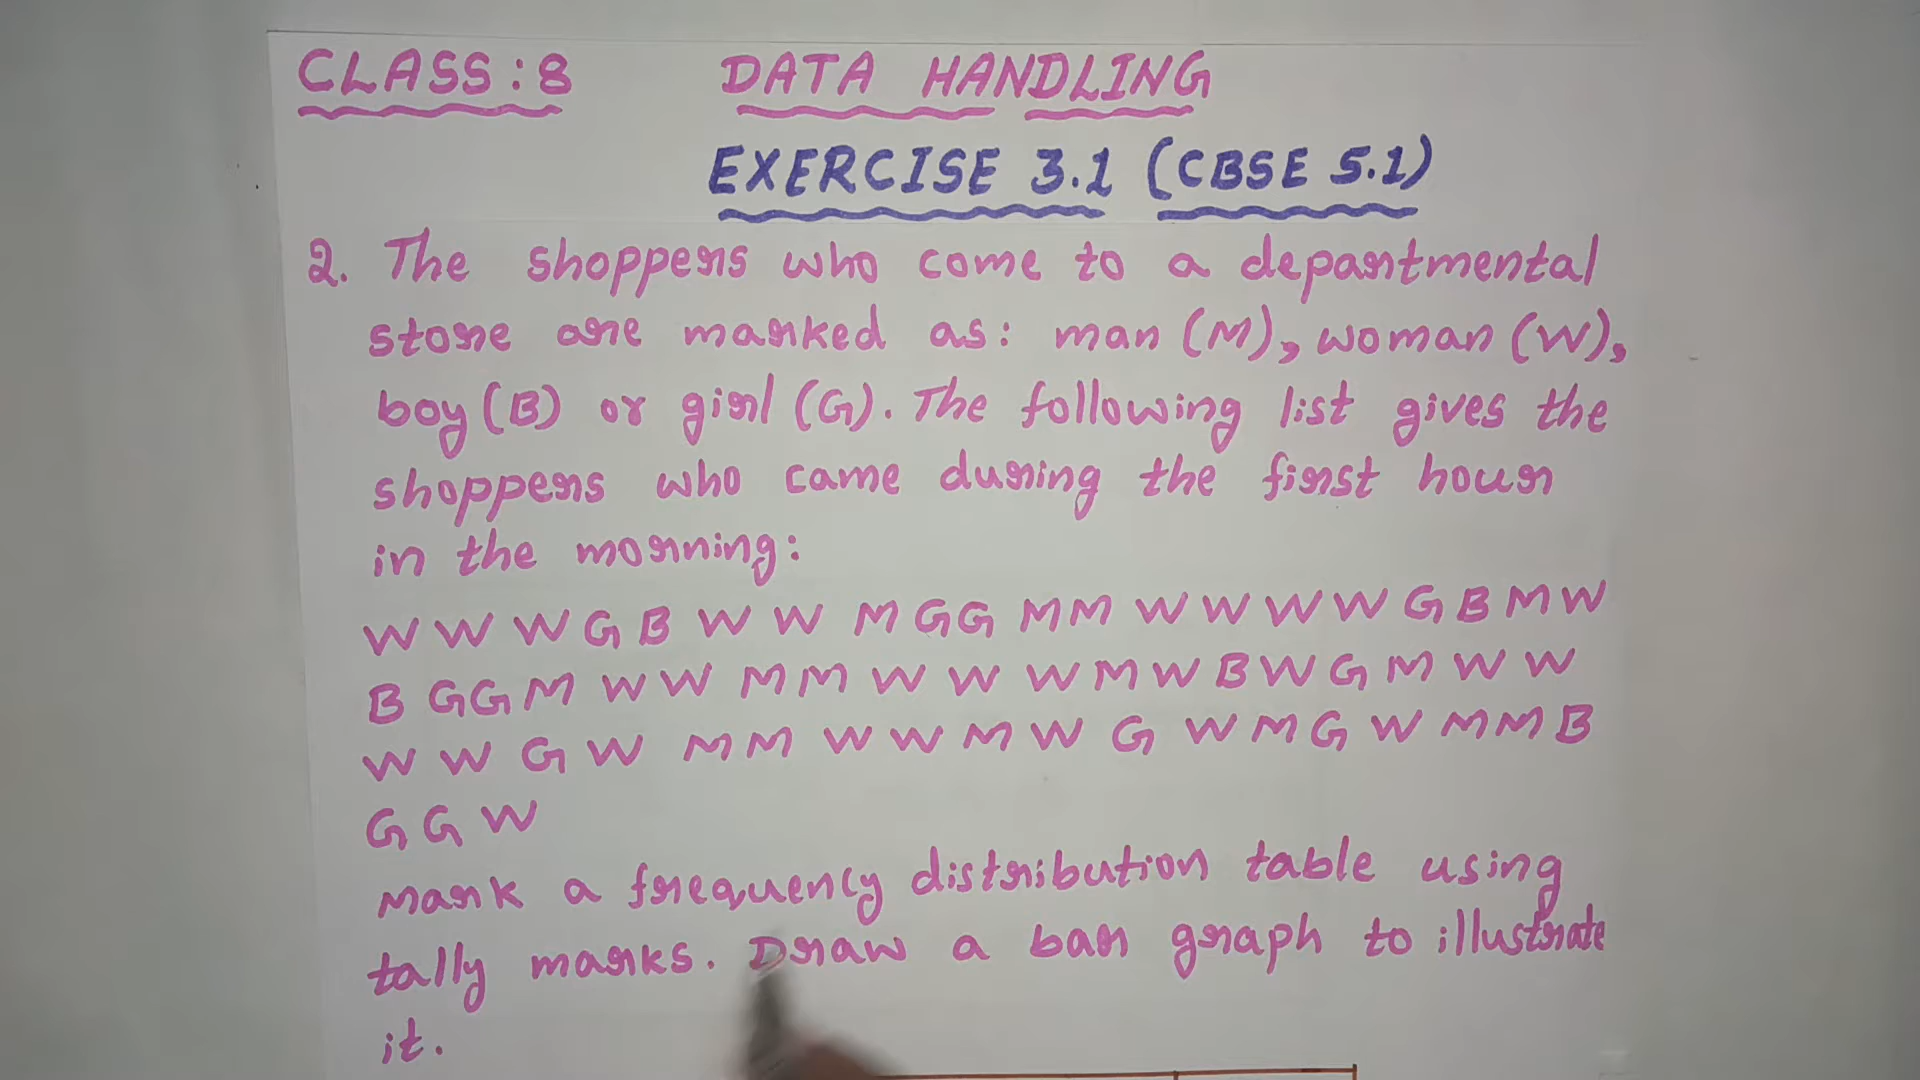 CLASS:8 DATA HANDLING
EXERCISE 3.1 (CBSE 5.1)
2. The shoppers who come to a departmental
store are marked as: man (M), woman (W),
boy (B) or girl (G). The following list gives the
shoppers who came during the first hour
in the morning:
W W W G B W W M G G M M W W W W G B M W
B G G M W W M M W W W M W B W G M W W
W W G W M M W W M W G W M G W M M B
G G W
Mark a frequency distribution table using
tally marks. Draw a bar graph to illustrate
it.